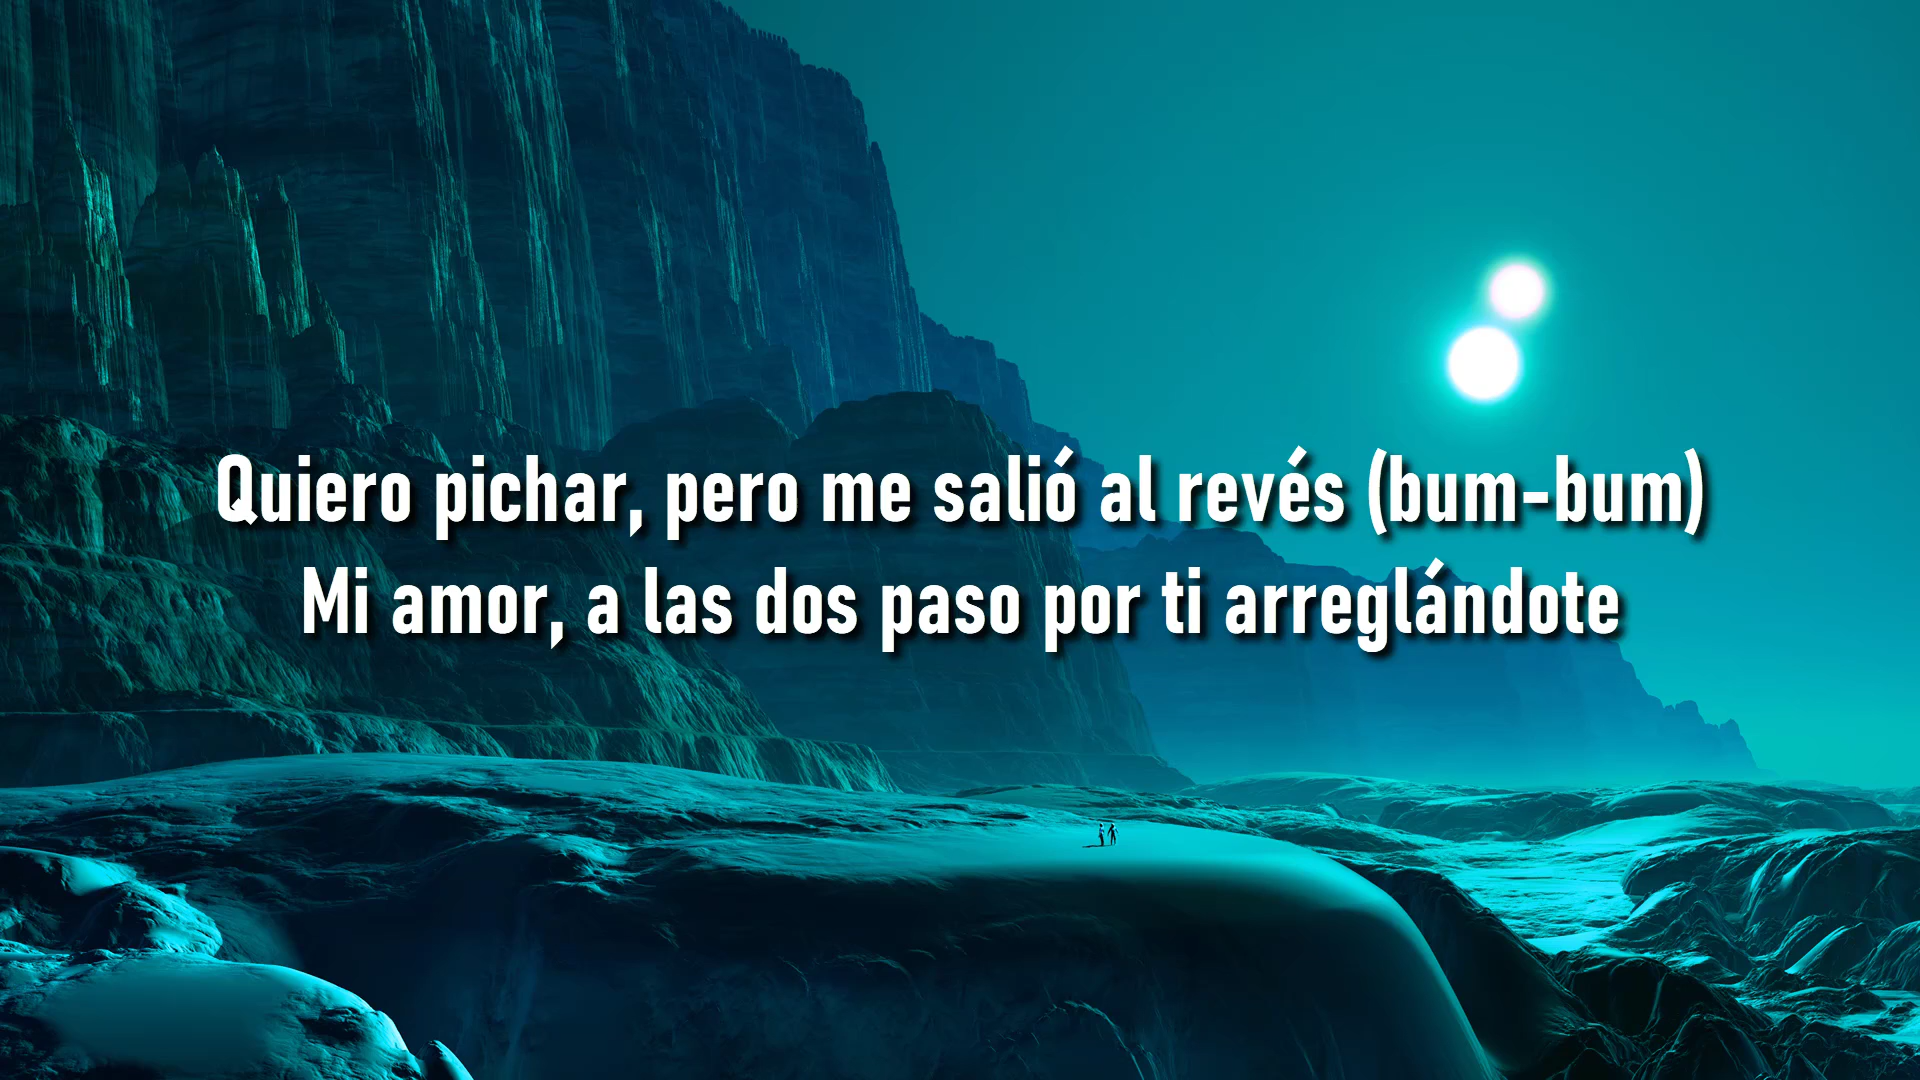 Quiero pichar, pero me salió al revés (bum-bum)
Mi amor, a las dos paso por ti arreglándote